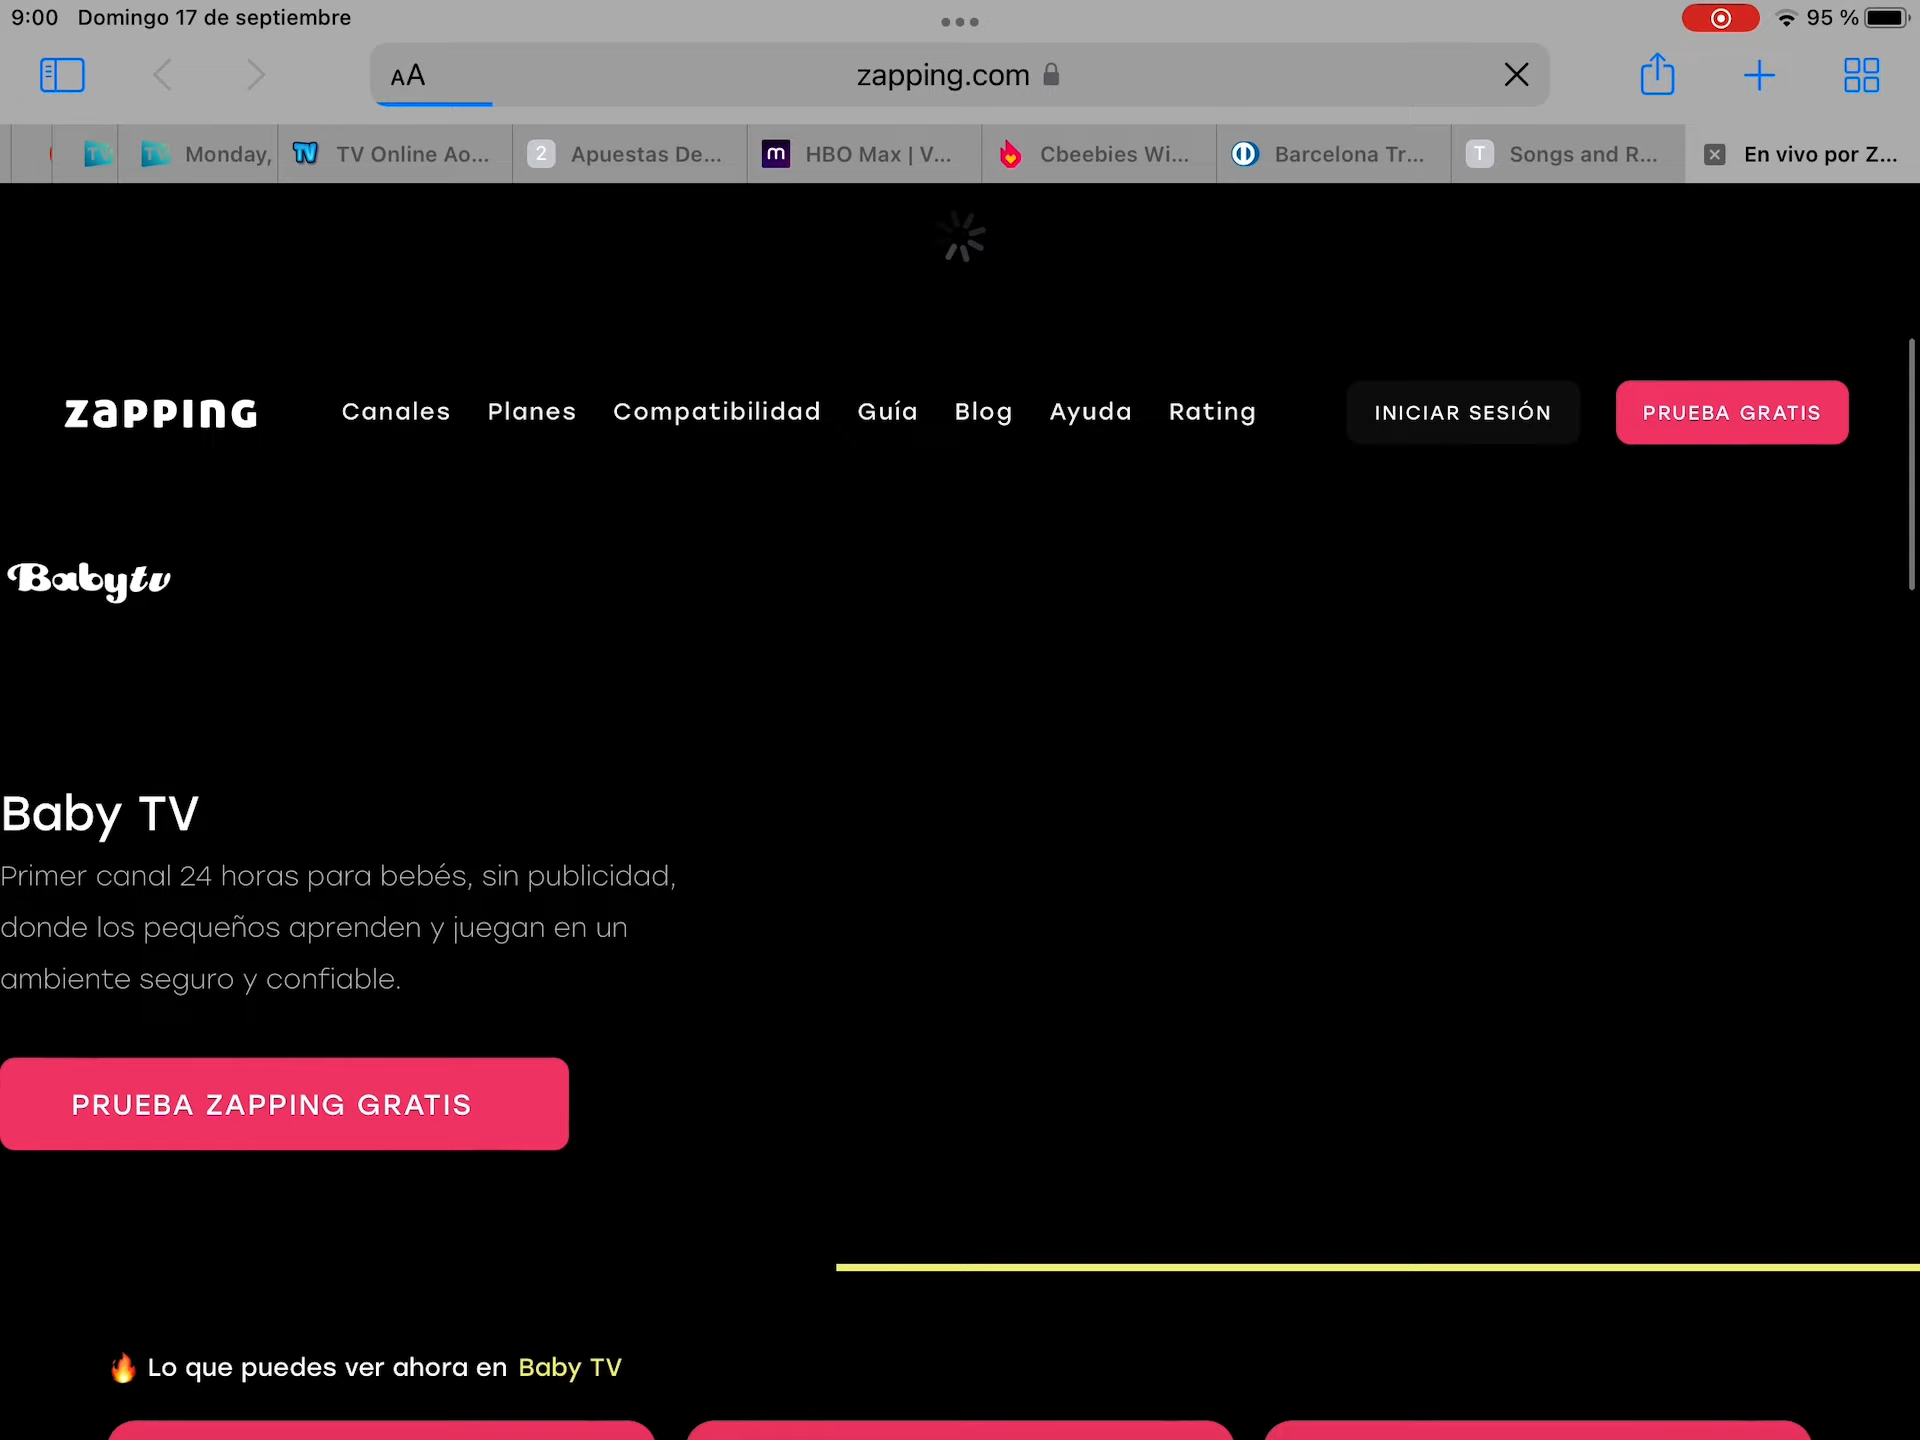 9:00 Domingo 17 de septiembre 95 %
AA zapping.com
Monday, TV Online Ao... 2 Apuestas De... m HBO Max | V... Cbeebies Wi... Barcelona Tr... T Songs and R... En vivo por Z...
zapping Canales Planes Compatibilidad Guía Blog Ayuda Rating INICIAR SESIÓN PRUEBA GRATIS
Babytv
Baby TV
Primer canal 24 horas para bebés, sin publicidad,
donde los pequeños aprenden y juegan en un
ambiente seguro y confiable.
PRUEBA ZAPPING GRATIS
Lo que puedes ver ahora en Baby TV